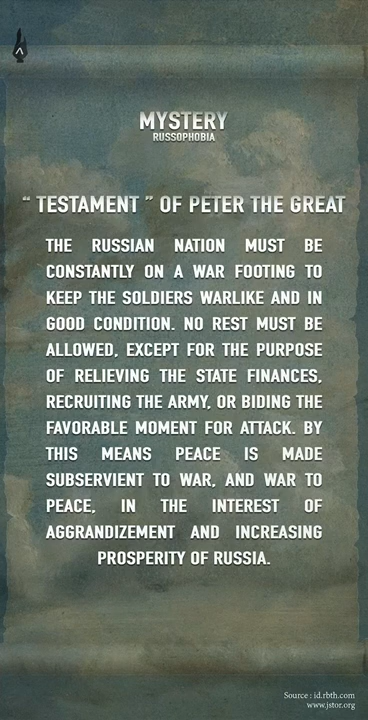 MYSTERY
RUSSOPHOBIA
“ TESTAMENT ” OF PETER THE GREAT
THE RUSSIAN NATION MUST BE
CONSTANTLY ON A WAR FOOTING TO
KEEP THE SOLDIERS WARLIKE AND IN
GOOD CONDITION. NO REST MUST BE
ALLOWED, EXCEPT FOR THE PURPOSE
OF RELIEVING THE STATE FINANCES,
RECRUITING THE ARMY, OR BIDING THE
FAVORABLE MOMENT FOR ATTACK. BY
THIS MEANS PEACE IS MADE
SUBSERVIENT TO WAR, AND WAR TO
PEACE, IN THE INTEREST OF
AGGRANDIZEMENT AND INCREASING
PROSPERITY OF RUSSIA.
Source : id.rbth.com
www.jstor.org